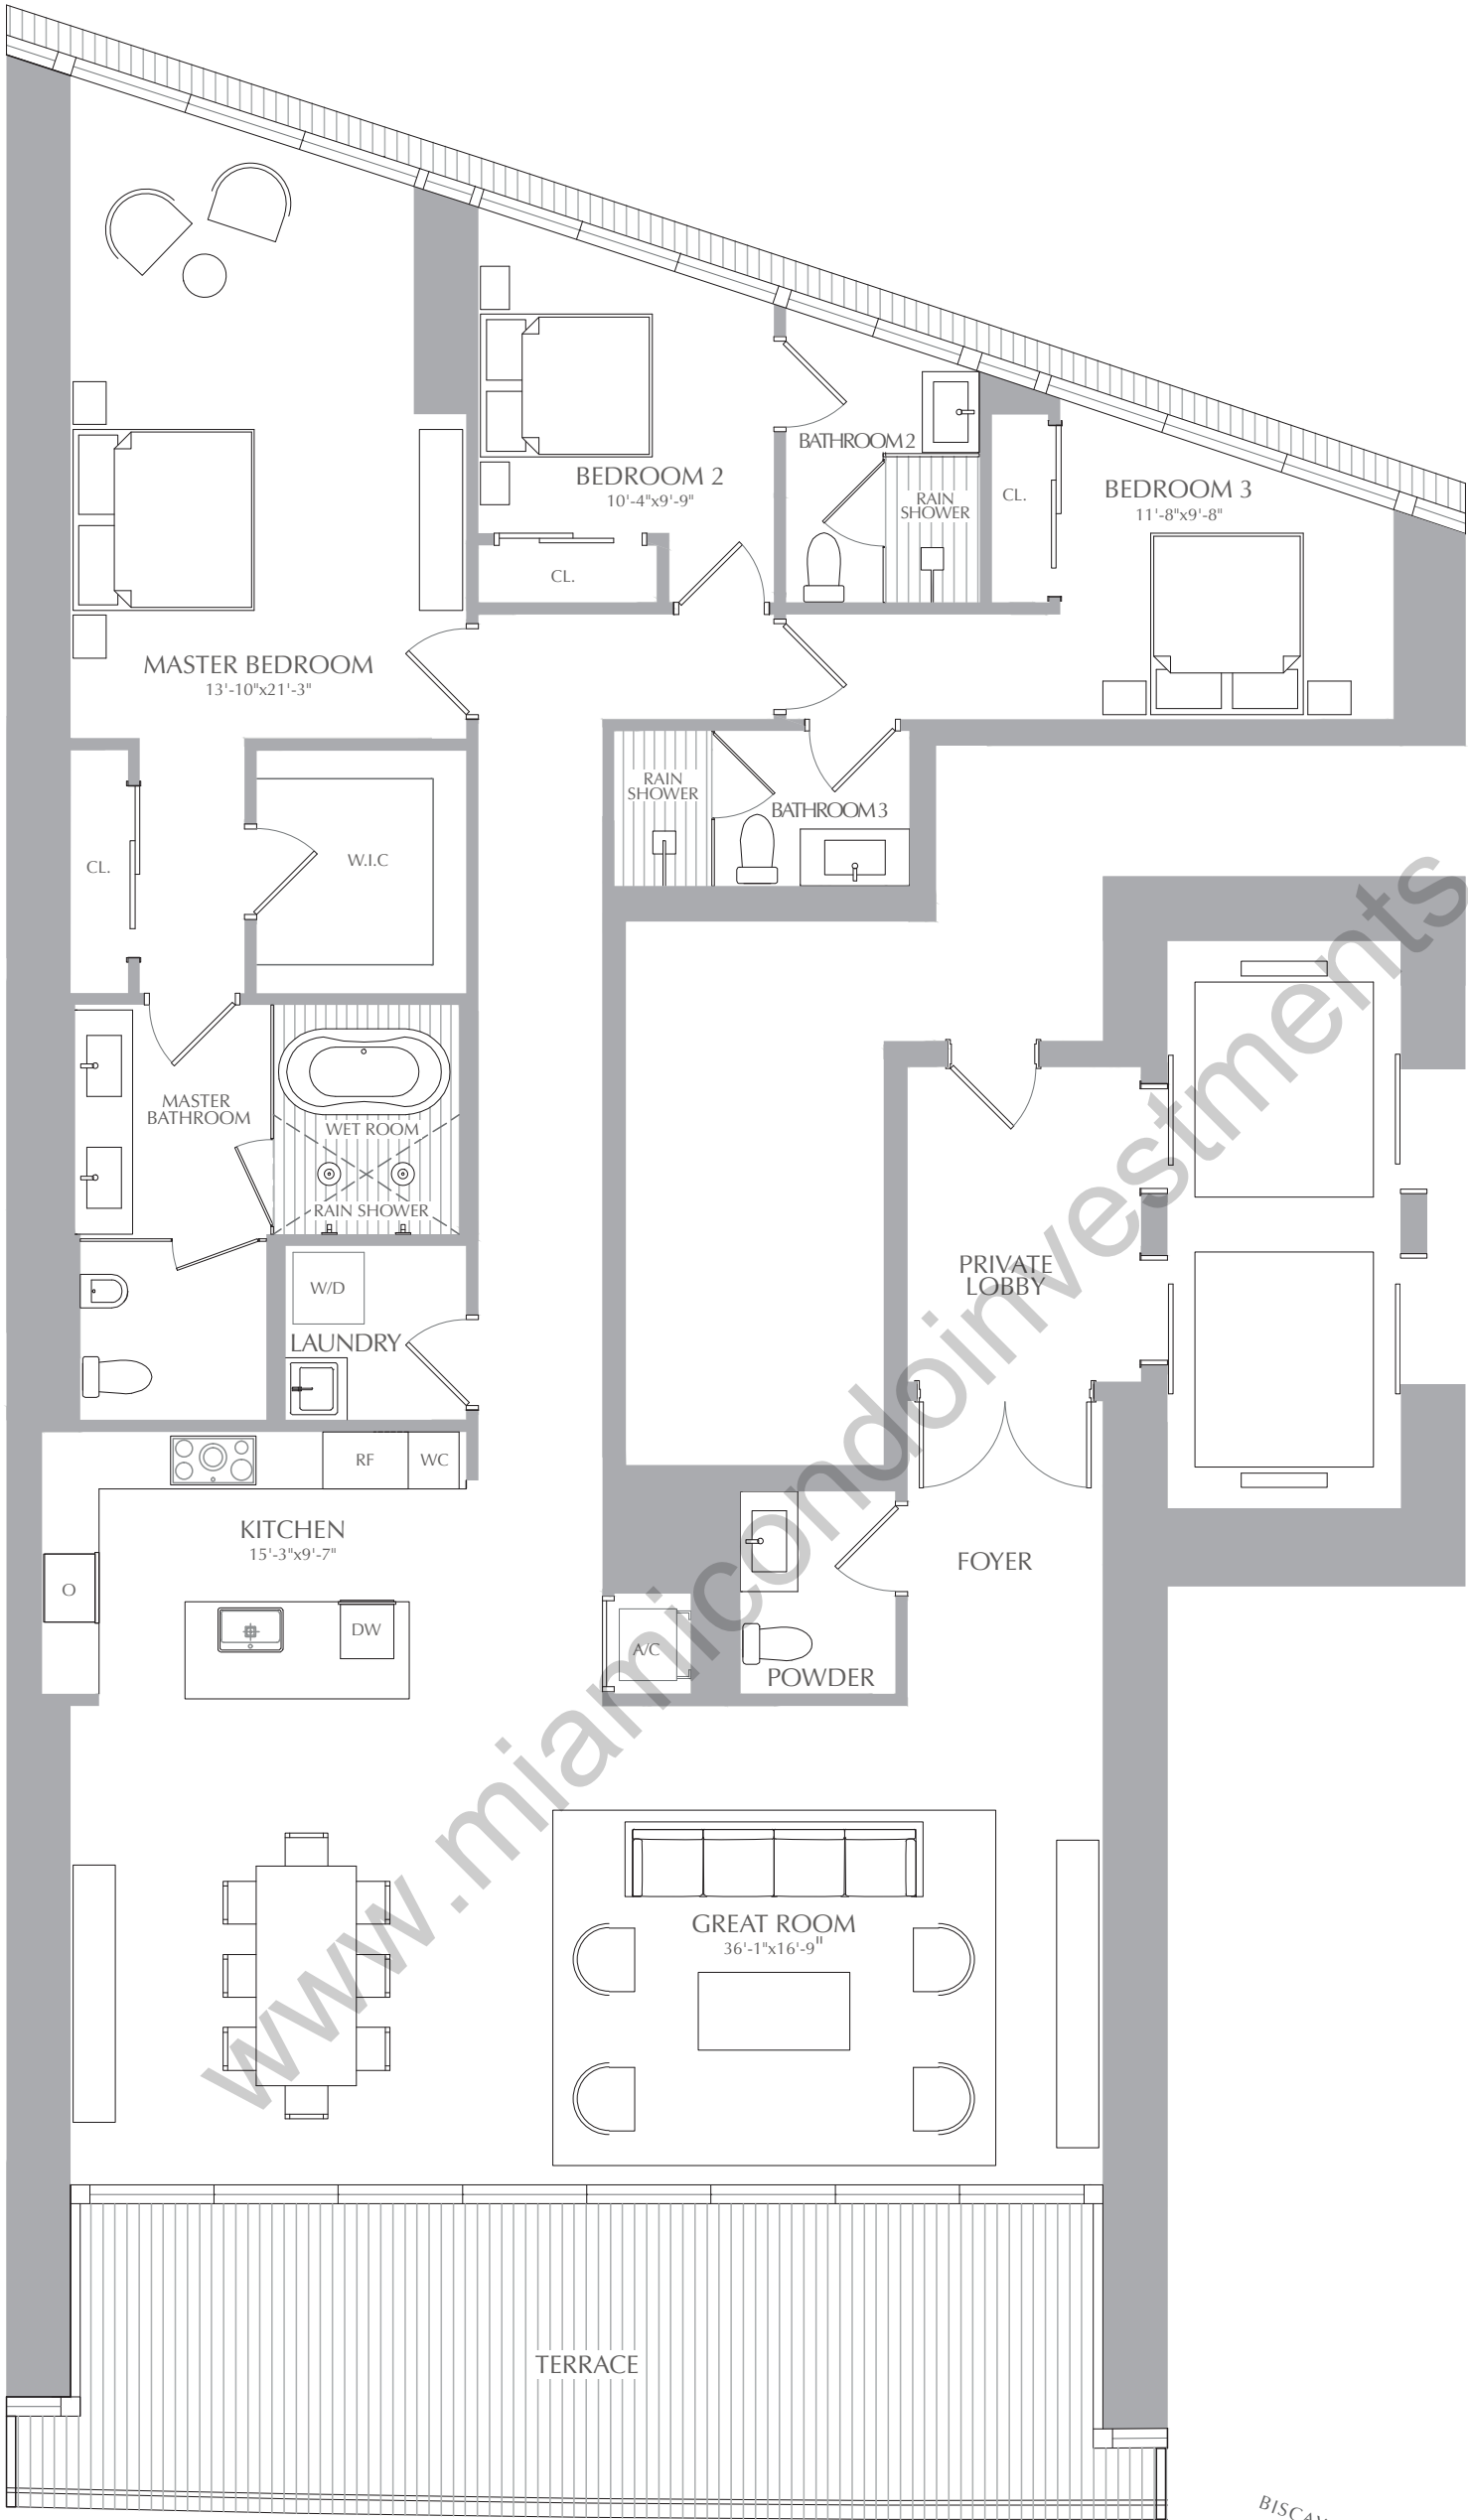 BEDROOM 2
10'-4"x9'-9"
CL.
BATHROOM 2
RAIN
SHOWER
CL.
BEDROOM 3
11'-8"x9'-8"
MASTER BEDROOM
13'-10"x21'-3"
CL.
W.I.C
RAIN
SHOWER
BATHROOM 3
MASTER
BATHROOM
WET ROOM
RAIN SHOWER
W/D
LAUNDRY
PRIVATE
LOBBY
RF
WC
KITCHEN
15'-3"x9'-7"
O
DW
A/C
POWDER
FOYER
GREAT ROOM
36'-1"x16'-9"
TERRACE
www.miamicondoinvestments